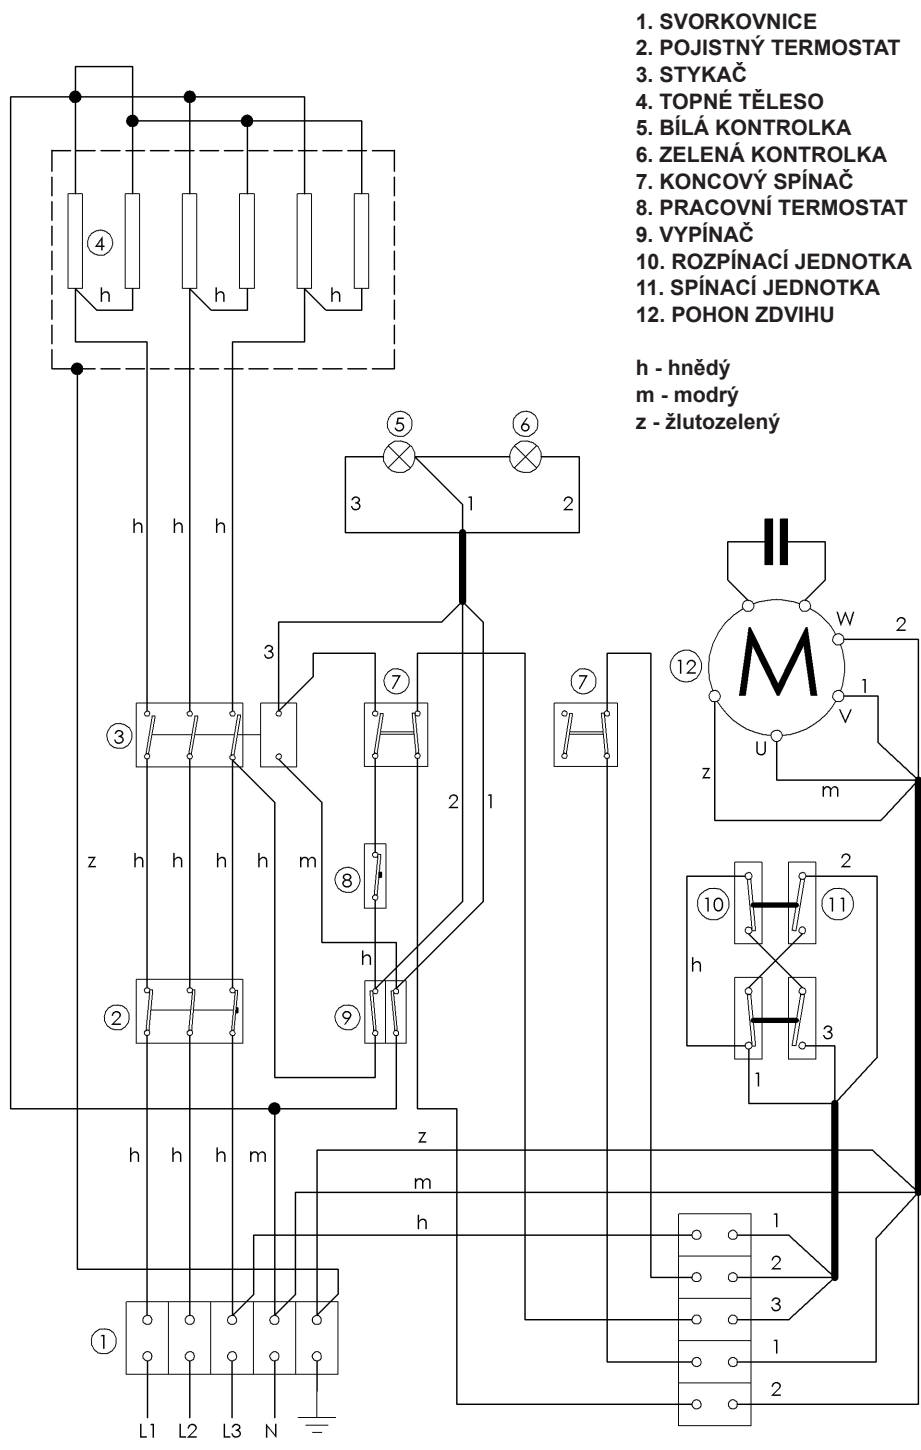 1. SVORKOVNICE
2. POJISTNÝ TERMOSTAT
3. STYKAČ
4. TOPNÉ TĚLESO
5. BÍLÁ KONTROLKA
6. ZELENÁ KONTROLKA
7. KONCOVÝ SPÍNAČ
8. PRACOVNÍ TERMOSTAT
9. VYPÍNAČ
10. ROZPÍNACÍ JEDNOTKA
11. SPÍNACÍ JEDNOTKA
12. POHON ZDVIHU
h - hnědý
m - modrý
z - žlutozelený
4
h h h
5 6
3 1 2
h h h
W 2
3
7 7 12 M 1
3
V
U
z m
2 1
z h h h h m
8
2
10 11
h
h
2 9
3
1
h h h m z
m
h
1
2
3
1
1
2
L1 L2 L3 N